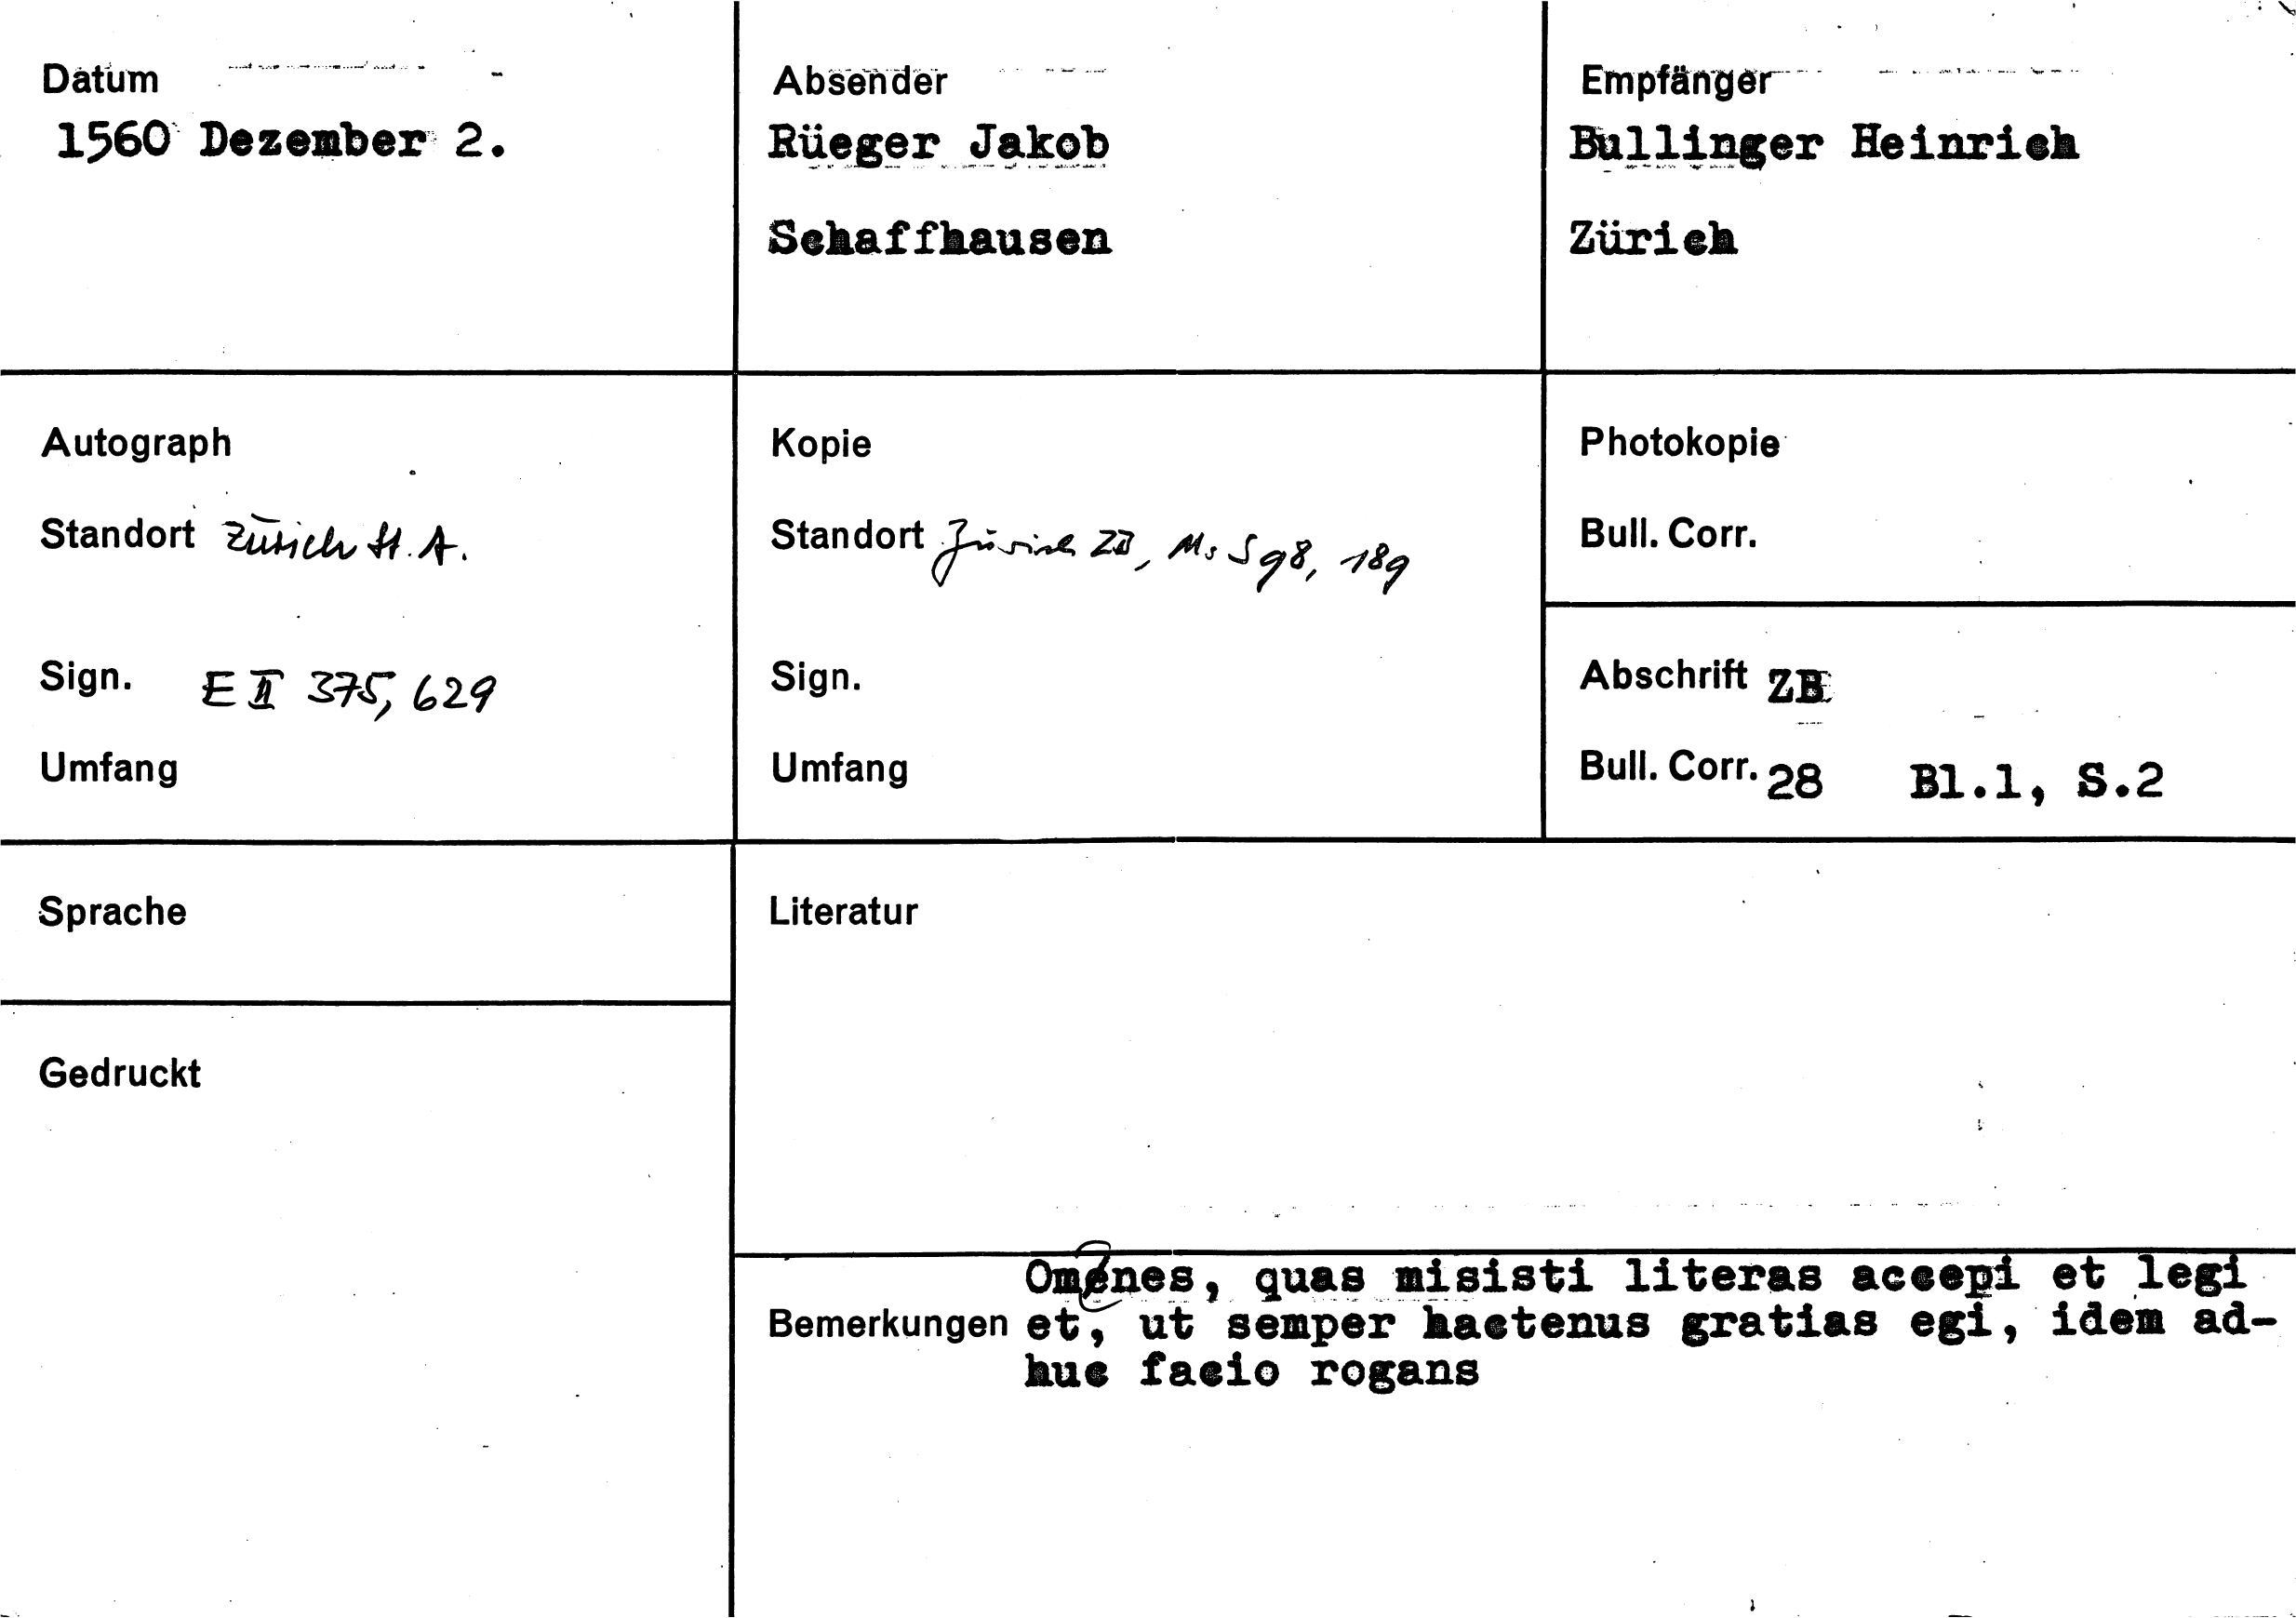 Datum
1560 Dezember 2.
Absender
Rüeger Jakob
Schaffhausen
Empfänger
Bullinger Heinrich
Zürich
Autograph
Standort Zürich St. A.
Sign. E II 375, 629
Umfang
Kopie
Standort Zürich ZB, Ms S 98, 189
Sign.
Umfang
Photokopie
Bull. Corr.
Abschrift ZB
Bull. Corr. 28 Bl.1, S.2
Sprache
Gedruckt
Literatur
Bemerkungen
Omnes, quas misisti literas accepi et legi
et, ut semper hactenus gratias egi, idem ad-
huc facio rogans